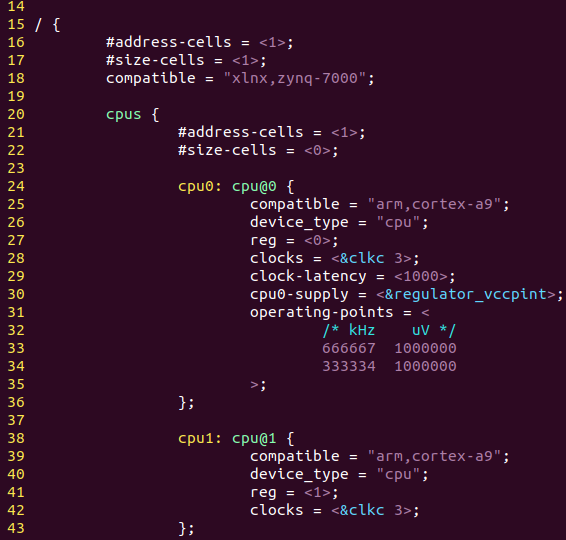 14
15 / {
16         #address-cells = <1>;
17         #size-cells = <1>;
18         compatible = "xlnx,zynq-7000";
19
20         cpus {
21                 #address-cells = <1>;
22                 #size-cells = <0>;
23
24                 cpu0: cpu@0 {
25                         compatible = "arm,cortex-a9";
26                         device_type = "cpu";
27                         reg = <0>;
28                         clocks = <&clkc 3>;
29                         clock-latency = <1000>;
30                         cpu0-supply = <&regulator_vccpint>;
31                         operating-points = <
32                                 /* kHz    uV */
33                                 666667  1000000
34                                 333334  1000000
35                         >;
36                 };
37
38                 cpu1: cpu@1 {
39                         compatible = "arm,cortex-a9";
40                         device_type = "cpu";
41                         reg = <1>;
42                         clocks = <&clkc 3>;
43                 };